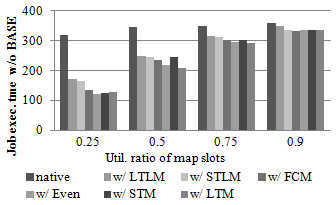 Job exec. tme w/o BASE
400
300
200
100
0
0.25 0.5 0.75 0.9
Util. ratio of map slots
native w/ LTLM w/ STLM w/ FCM
w/ Even w/ STM w/ LTM